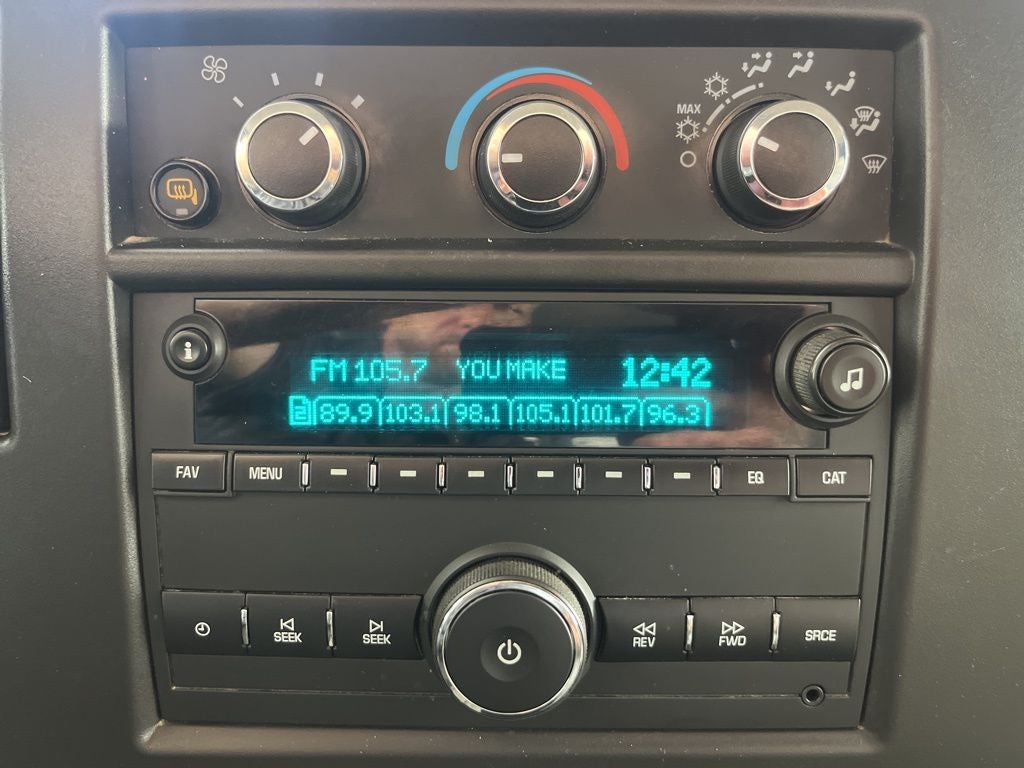 MAX
i
FM 105.7 YOU MAKE 12:42
2 89.9 103.1 98.1 105.1 101.7 96.3
FAV MENU EQ CAT
SEEK SEEK REV FWD SRCE